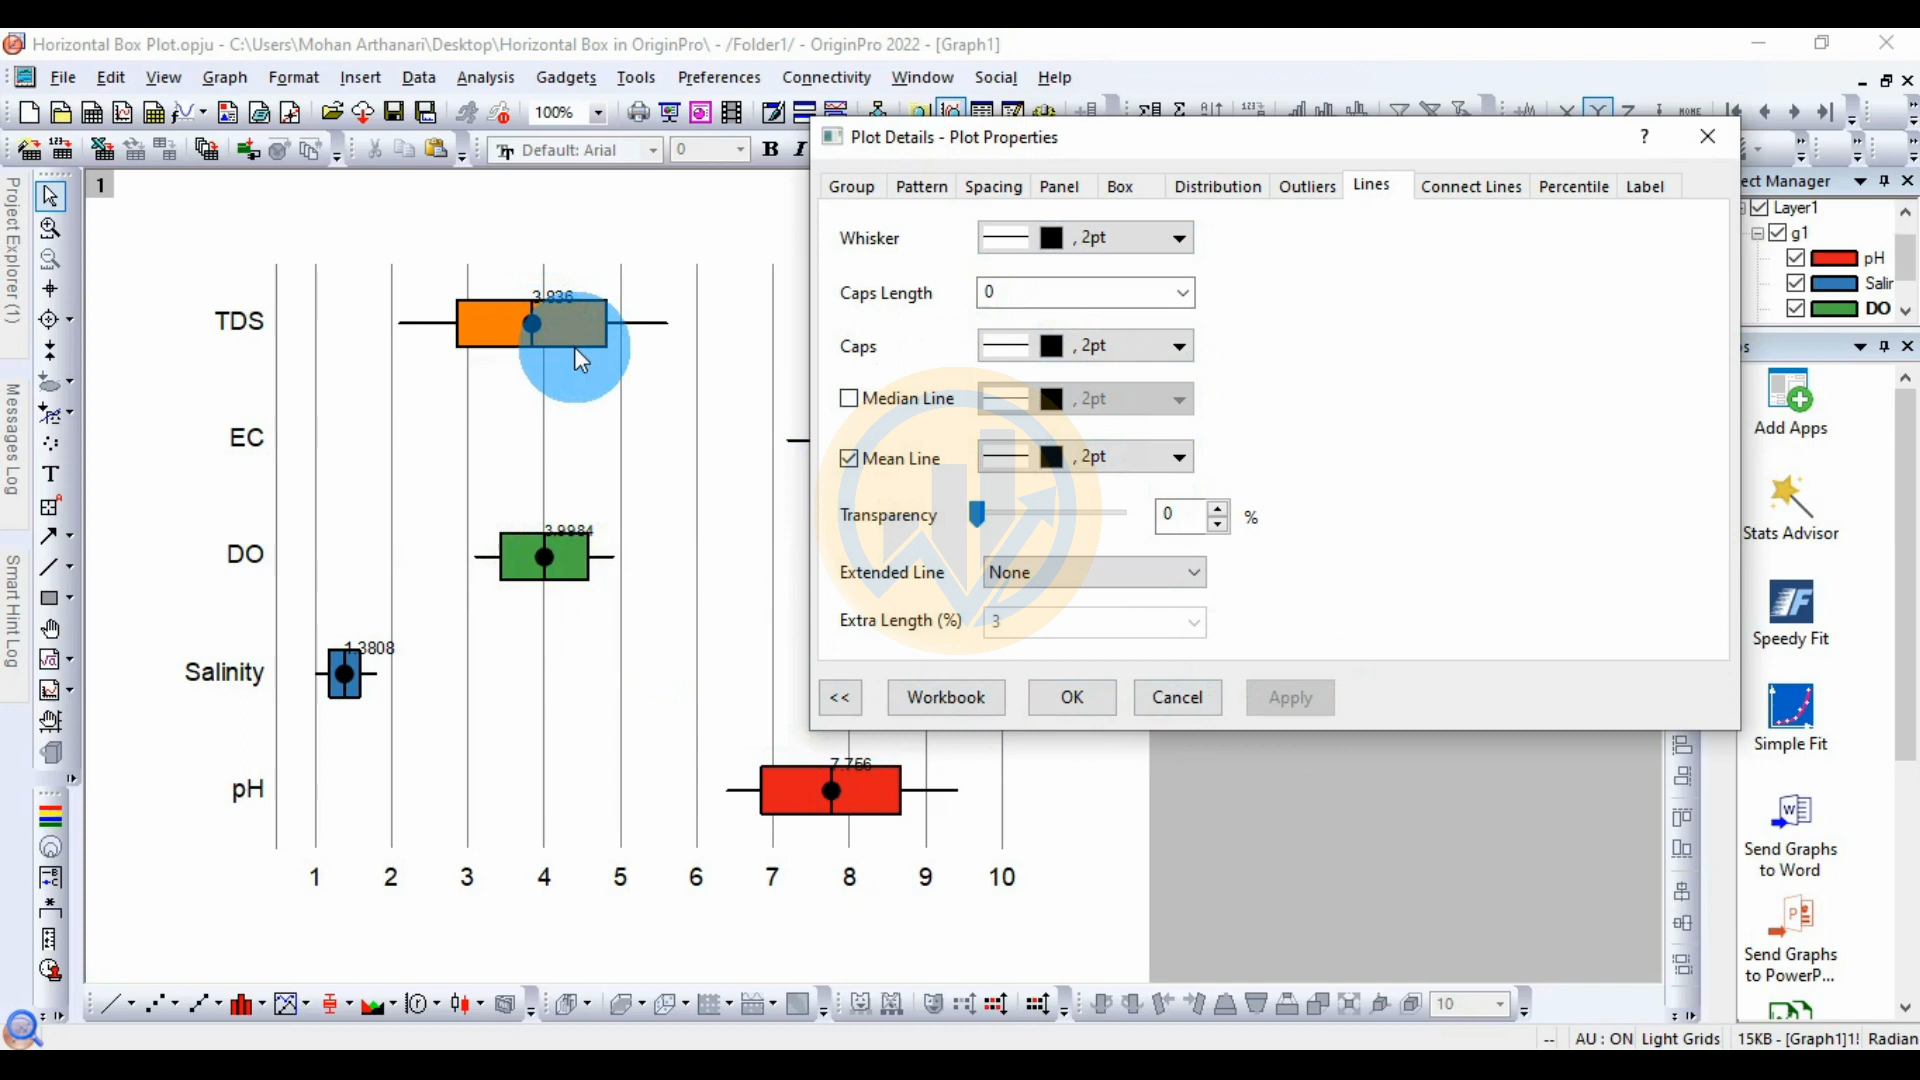 Horizontal Box Plot.opju - C:\Users\Mohan Arthanari\Desktop\Horizontal Box in OriginPro\ - /Folder1/ - OriginPro 2022 - [Graph1]
File Edit View Graph Format Insert Data Analysis Gadgets Tools Preferences Connectivity Window Social Help
100%
Default: Arial 0 B I
Plot Details - Plot Properties
Group Pattern Spacing Panel Box Distribution Outliers Lines Connect Lines Percentile Label
Whisker , 2pt
Caps Length 0
Caps , 2pt
Median Line , 2pt
Mean Line , 2pt
Transparency 0 %
Extended Line None
Extra Length (%) 3
<< Workbook OK Cancel Apply
Project Explorer (1)
Messages Log
Smart Hint Log
1
TDS
3.836
EC
DO
3.9984
Salinity
1.3808
pH
7.756
1 2 3 4 5 6 7 8 9 10
ect Manager
Layer1
g1
pH
Salin
DO
Add Apps
Stats Advisor
Speedy Fit
Simple Fit
Send Graphs
to Word
Send Graphs
to PowerP...
10
-- AU : ON Light Grids 15KB - [Graph1]1! Radian